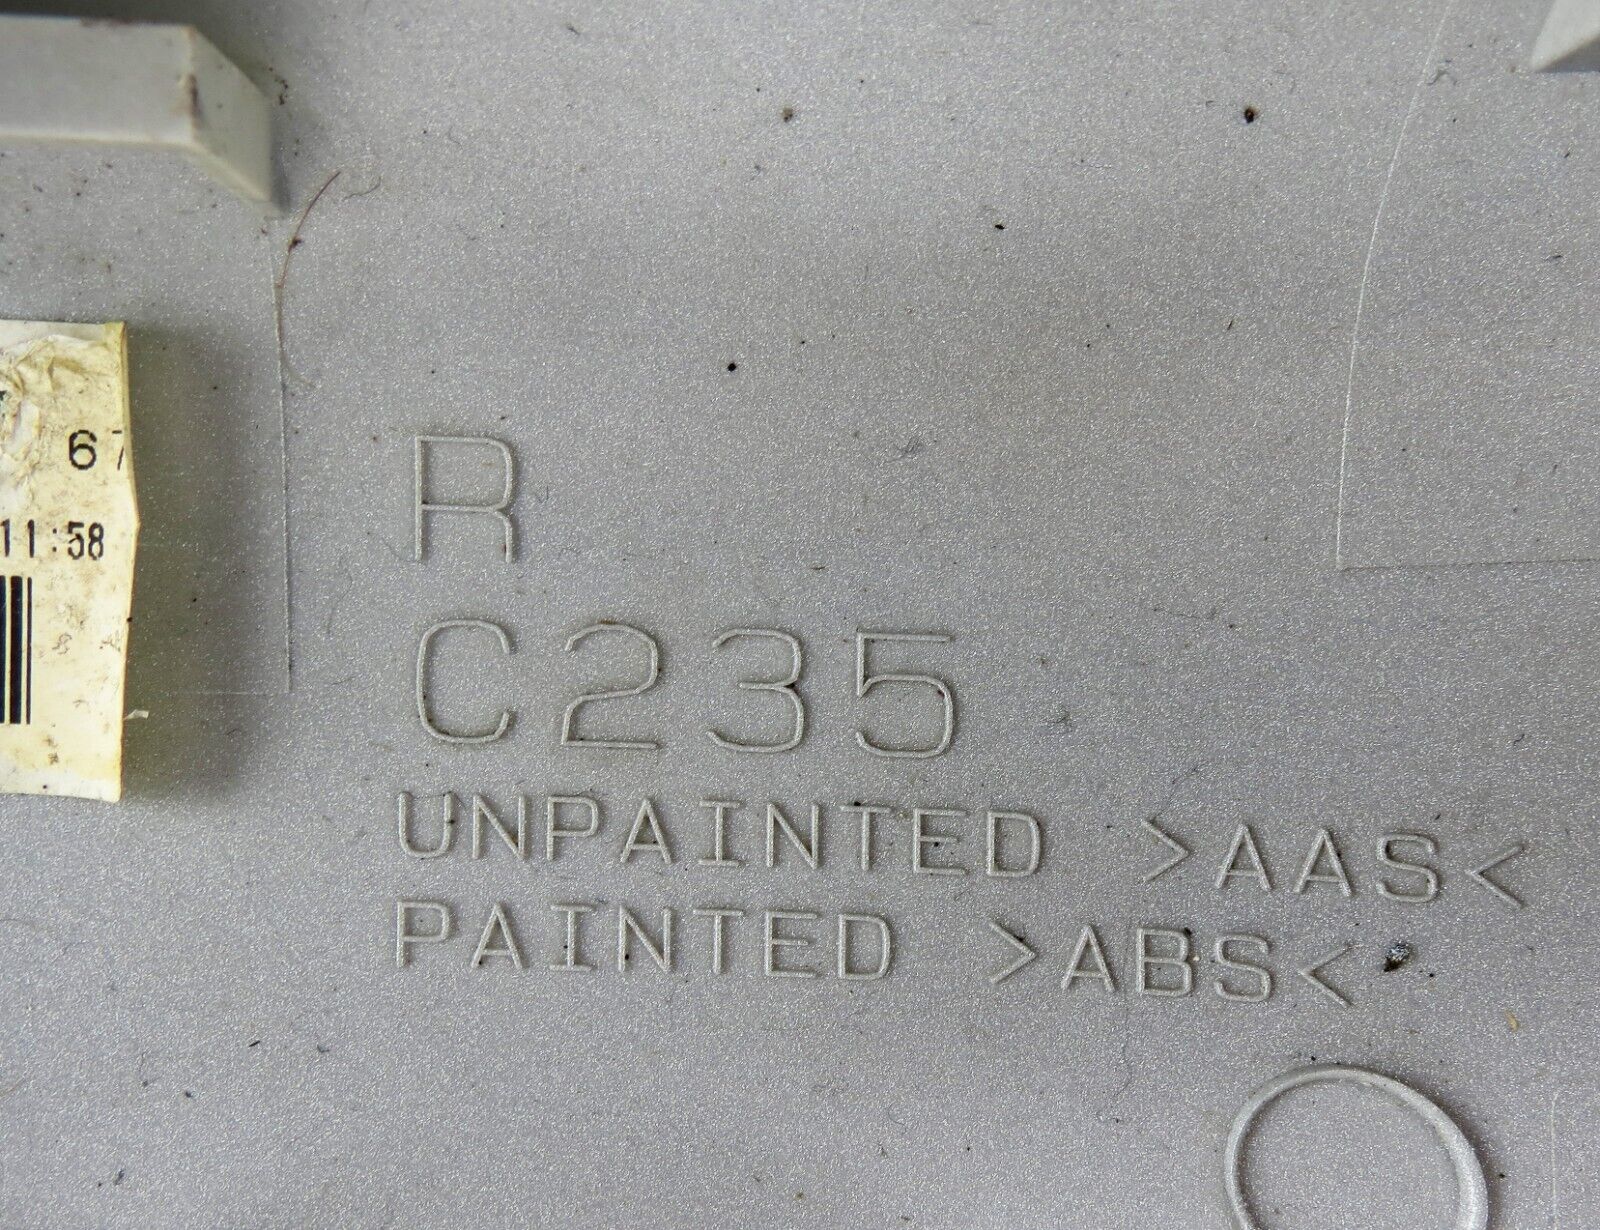 67
11:58
R
C235
UNPAINTED >AAS<
PAINTED >ABS<